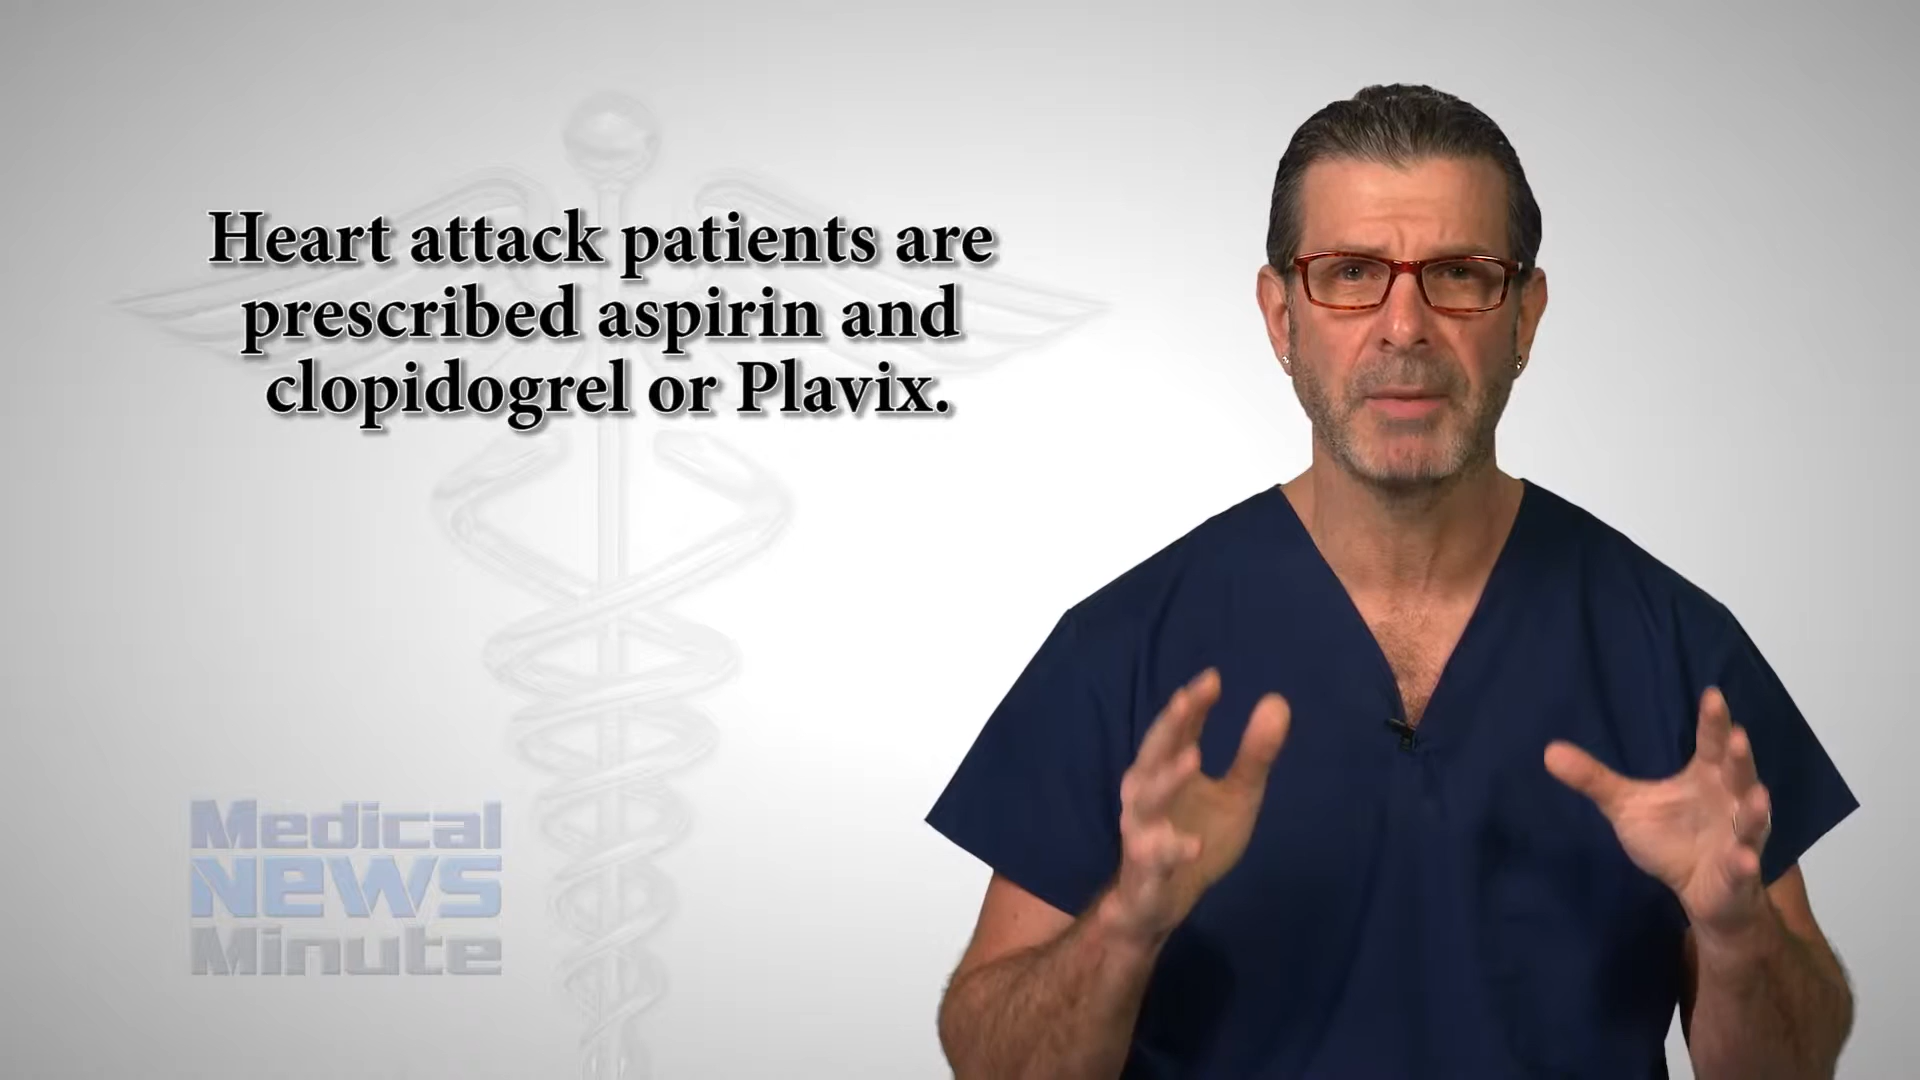 Heart attack patients are
prescribed aspirin and
clopidogrel or Plavix.
Medical
News
Minute